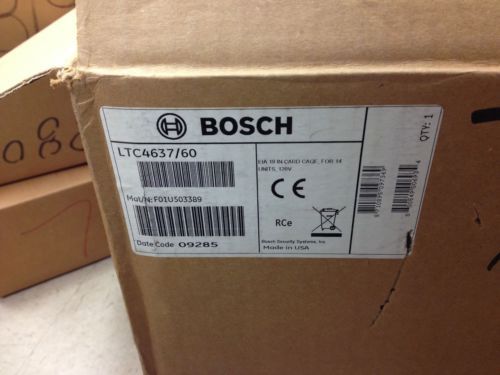 BOSCH
LTC4637/60
EIA 19 IN CARD CAGE, FOR 14
UNITS, 120V
Mat/N: F01U503389
CE
RCe
Date Code 09285
Bosch Security Systems, Inc
Made in USA
QTY: 1